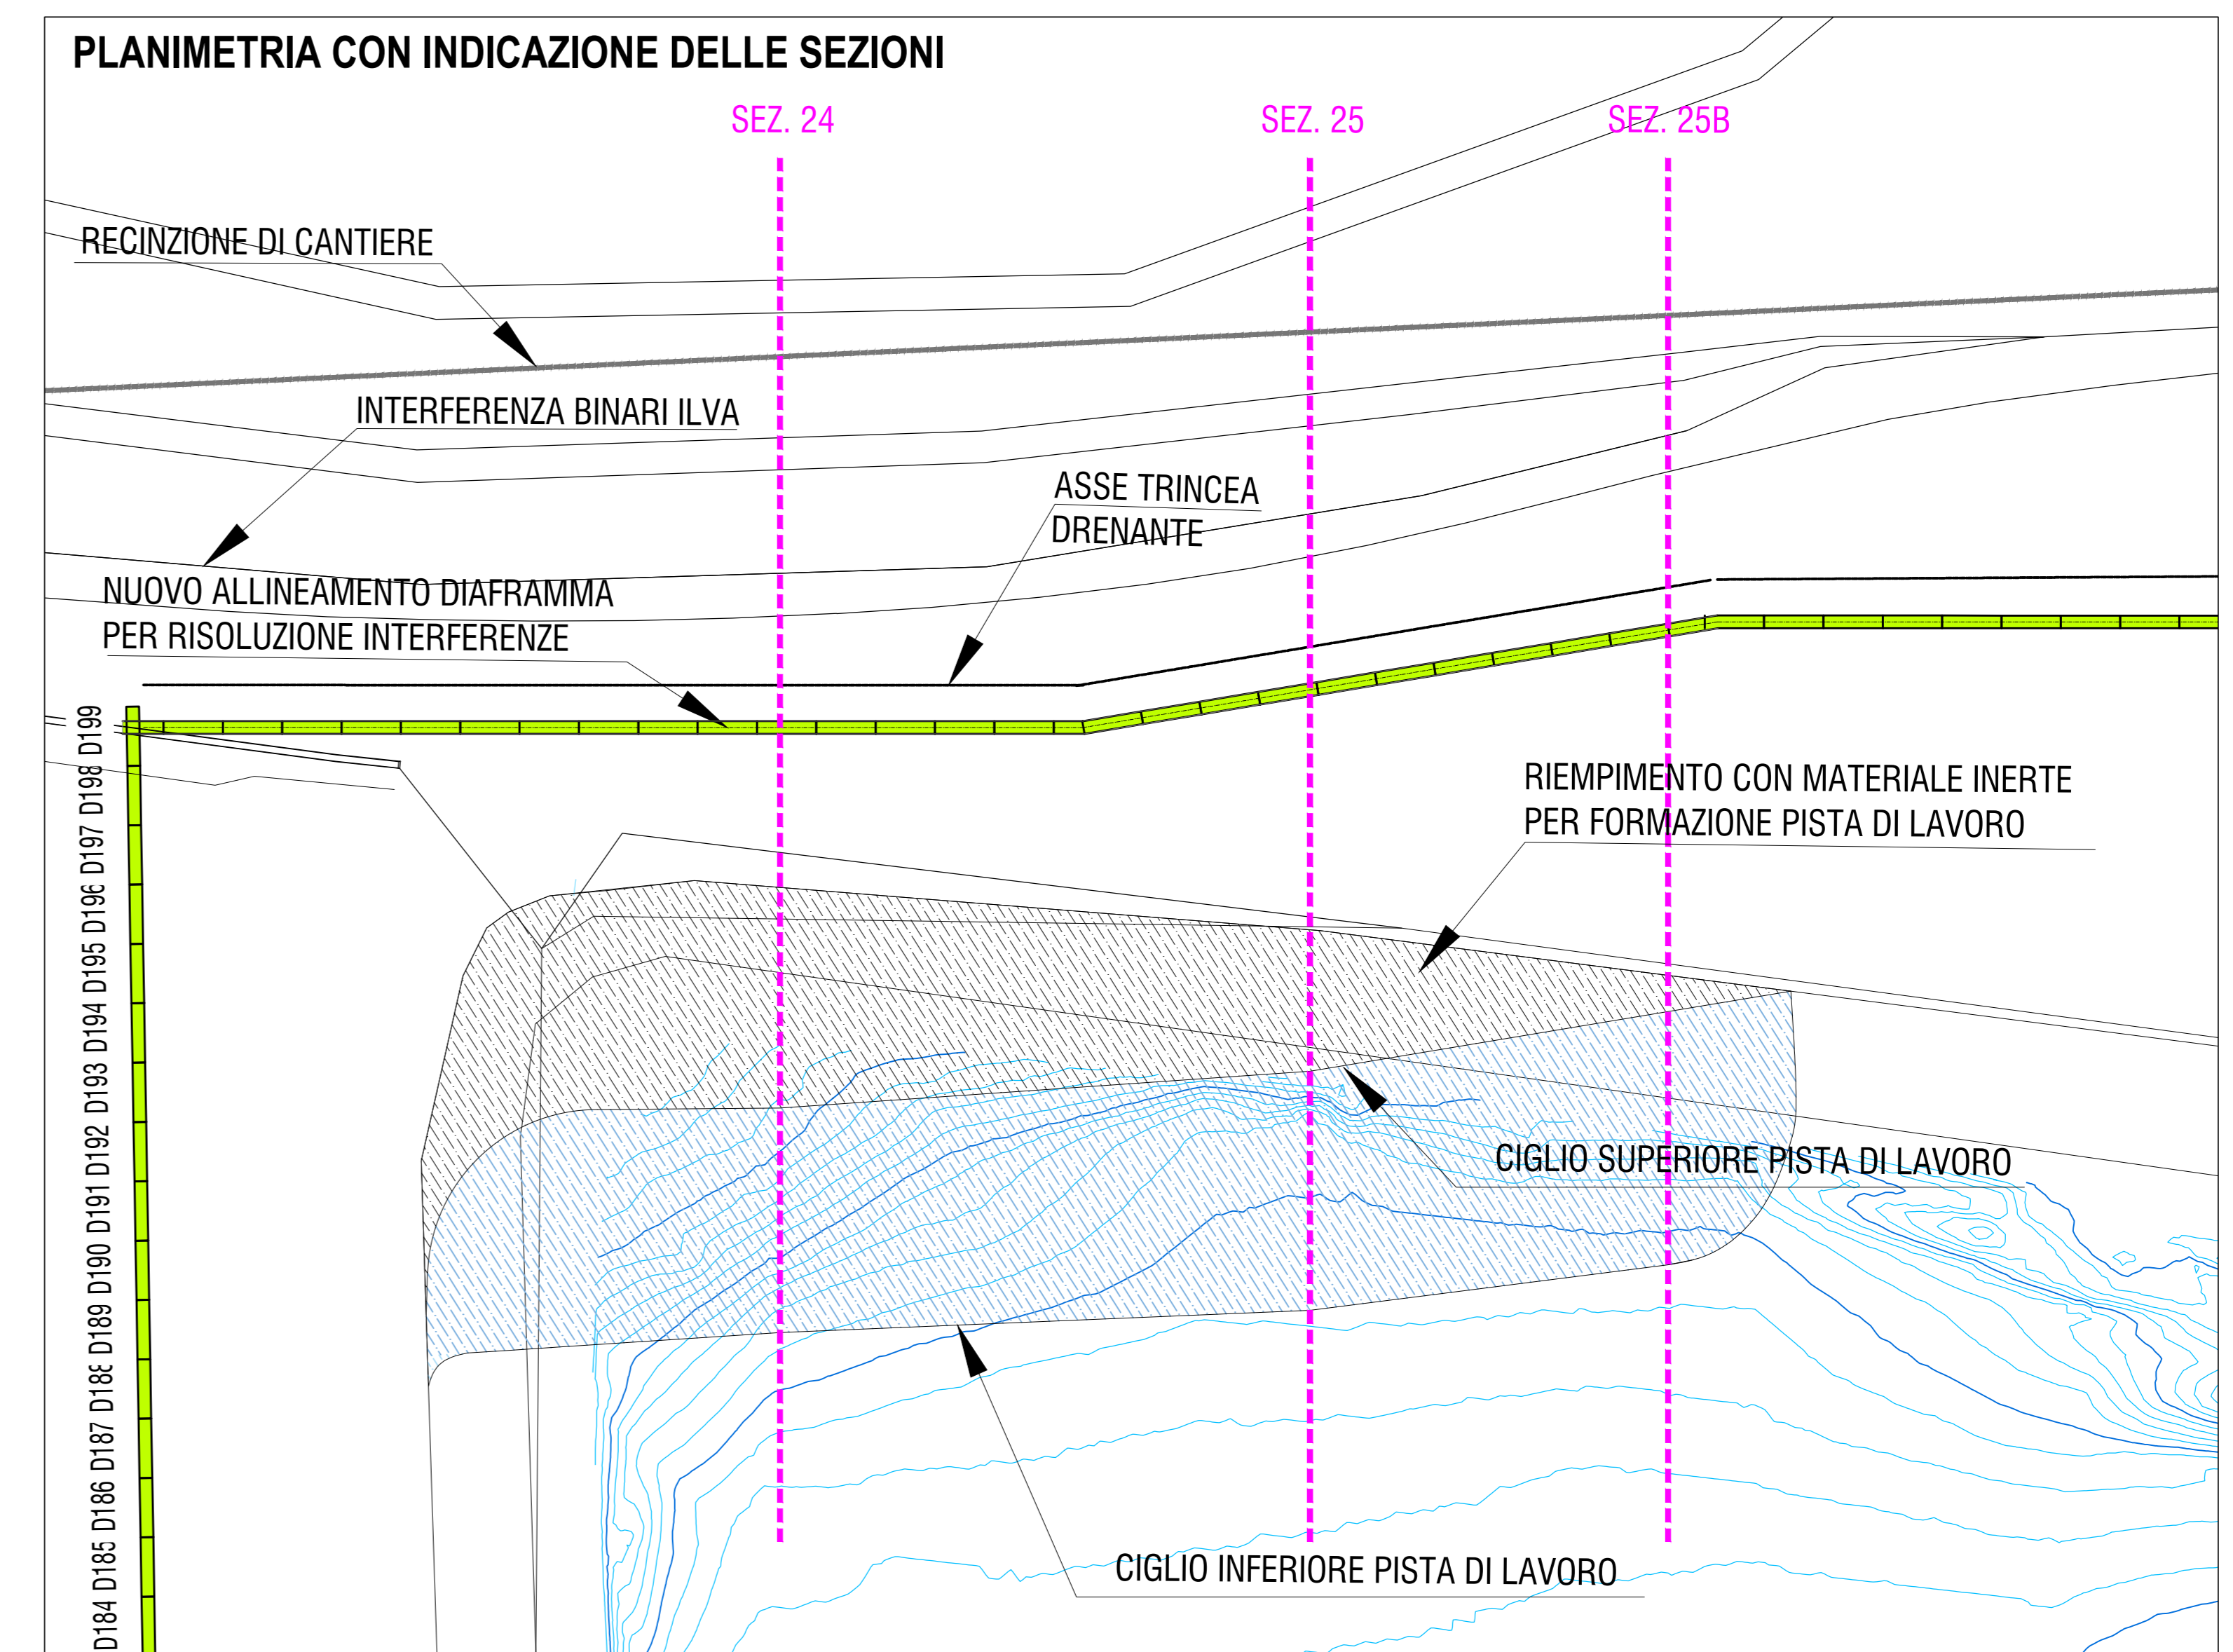 PLANIMETRIA CON INDICAZIONE DELLE SEZIONI
SEZ. 24
SEZ. 25
SEZ. 25B
RECINZIONE DI CANTIERE
INTERFERENZA BINARI ILVA
ASSE TRINCEA
DRENANTE
NUOVO ALLINEAMENTO DIAFRAMMA
PER RISOLUZIONE INTERFERENZE
RIEMPIMENTO CON MATERIALE INERTE
PER FORMAZIONE PISTA DI LAVORO
CIGLIO SUPERIORE PISTA DI LAVORO
CIGLIO INFERIORE PISTA DI LAVORO
D184 D185 D186 D187 D188 D189 D190 D191 D192 D193 D194 D195 D196 D197 D198 D199